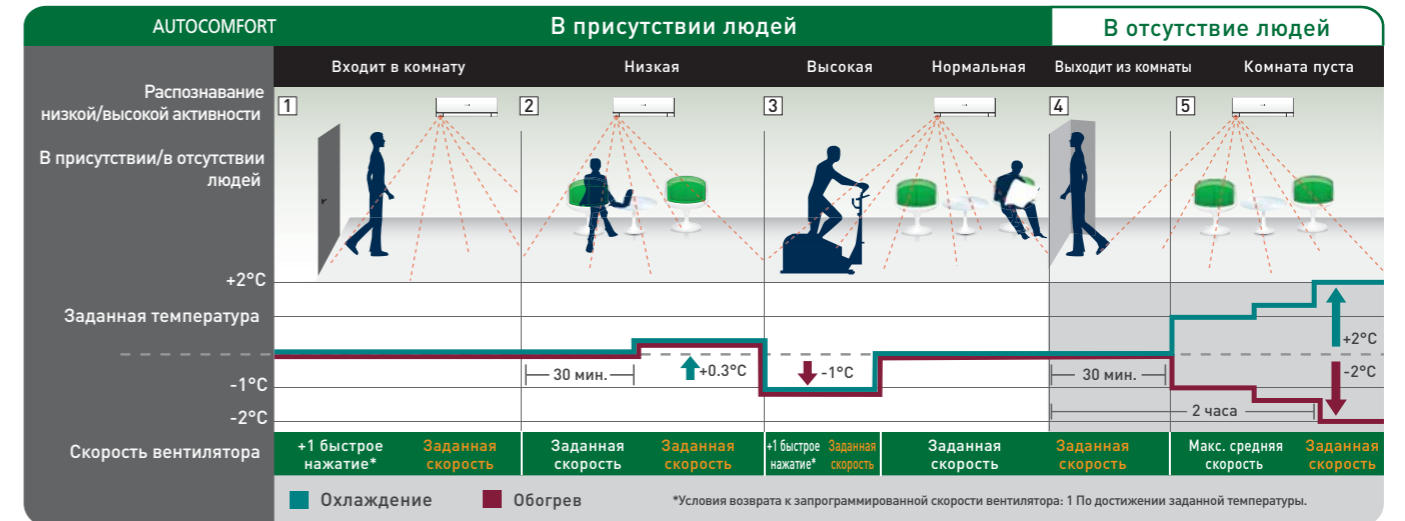 AUTOCOMFORT
В присутствии людей
В отсутствие людей
Входит в комнату
Низкая
Высокая
Нормальная
Выходит из комнаты
Комната пуста
Распознавание
низкой/высокой активности
В присутствии/в отсутствии
людей
1
2
3
4
5
+2°C
Заданная температура
-1°C
-2°C
30 мин.
+0.3°C
-1°C
30 мин.
+2°C
-2°C
2 часа
Скорость вентилятора
+1 быстрое
нажатие*
Заданная
скорость
Заданная
скорость
Заданная
скорость
+1 быстрое
нажатие*
Заданная
скорость
Заданная
скорость
Заданная
скорость
Макс. средняя
скорость
Заданная
скорость
Охлаждение
Обогрев
*Условия возврата к запрограммированной скорости вентилятора: 1 По достижении заданной температуры.